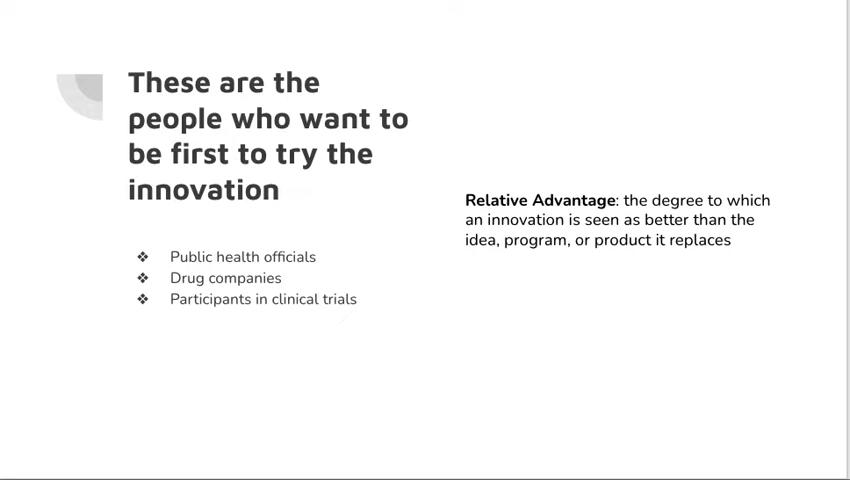 These are the
people who want to
be first to try the
innovation
❖ Public health officials
❖ Drug companies
❖ Participants in clinical trials
Relative Advantage: the degree to which
an innovation is seen as better than the
idea, program, or product it replaces